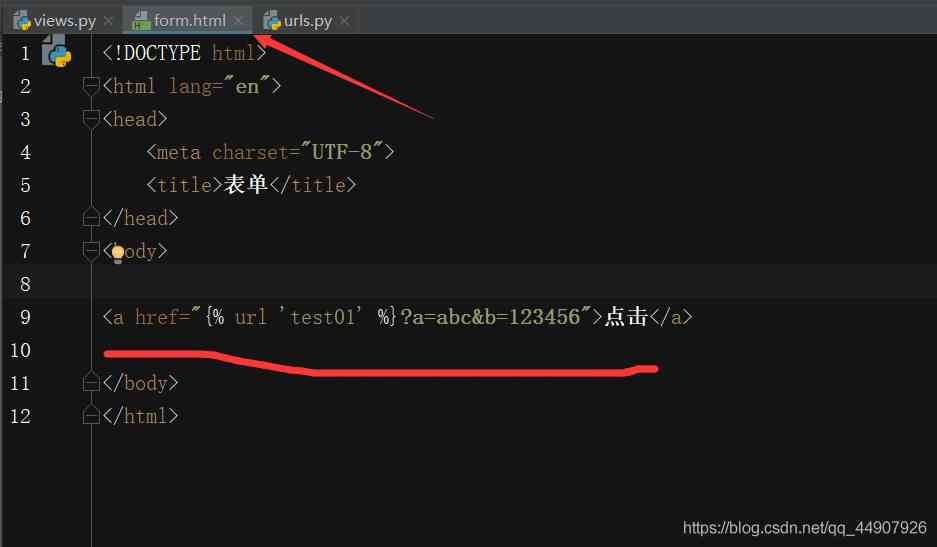 views.py form.html urls.py
1 <!DOCTYPE html>
2 <html lang="en">
3 <head>
4 <meta charset="UTF-8">
5 <title>表单</title>
6 </head>
7 <body>
8
9 <a href="{% url 'test01' %}?a=abc&b=123456">点击</a>
10
11 </body>
12 </html>
https://blog.csdn.net/qq_44907926